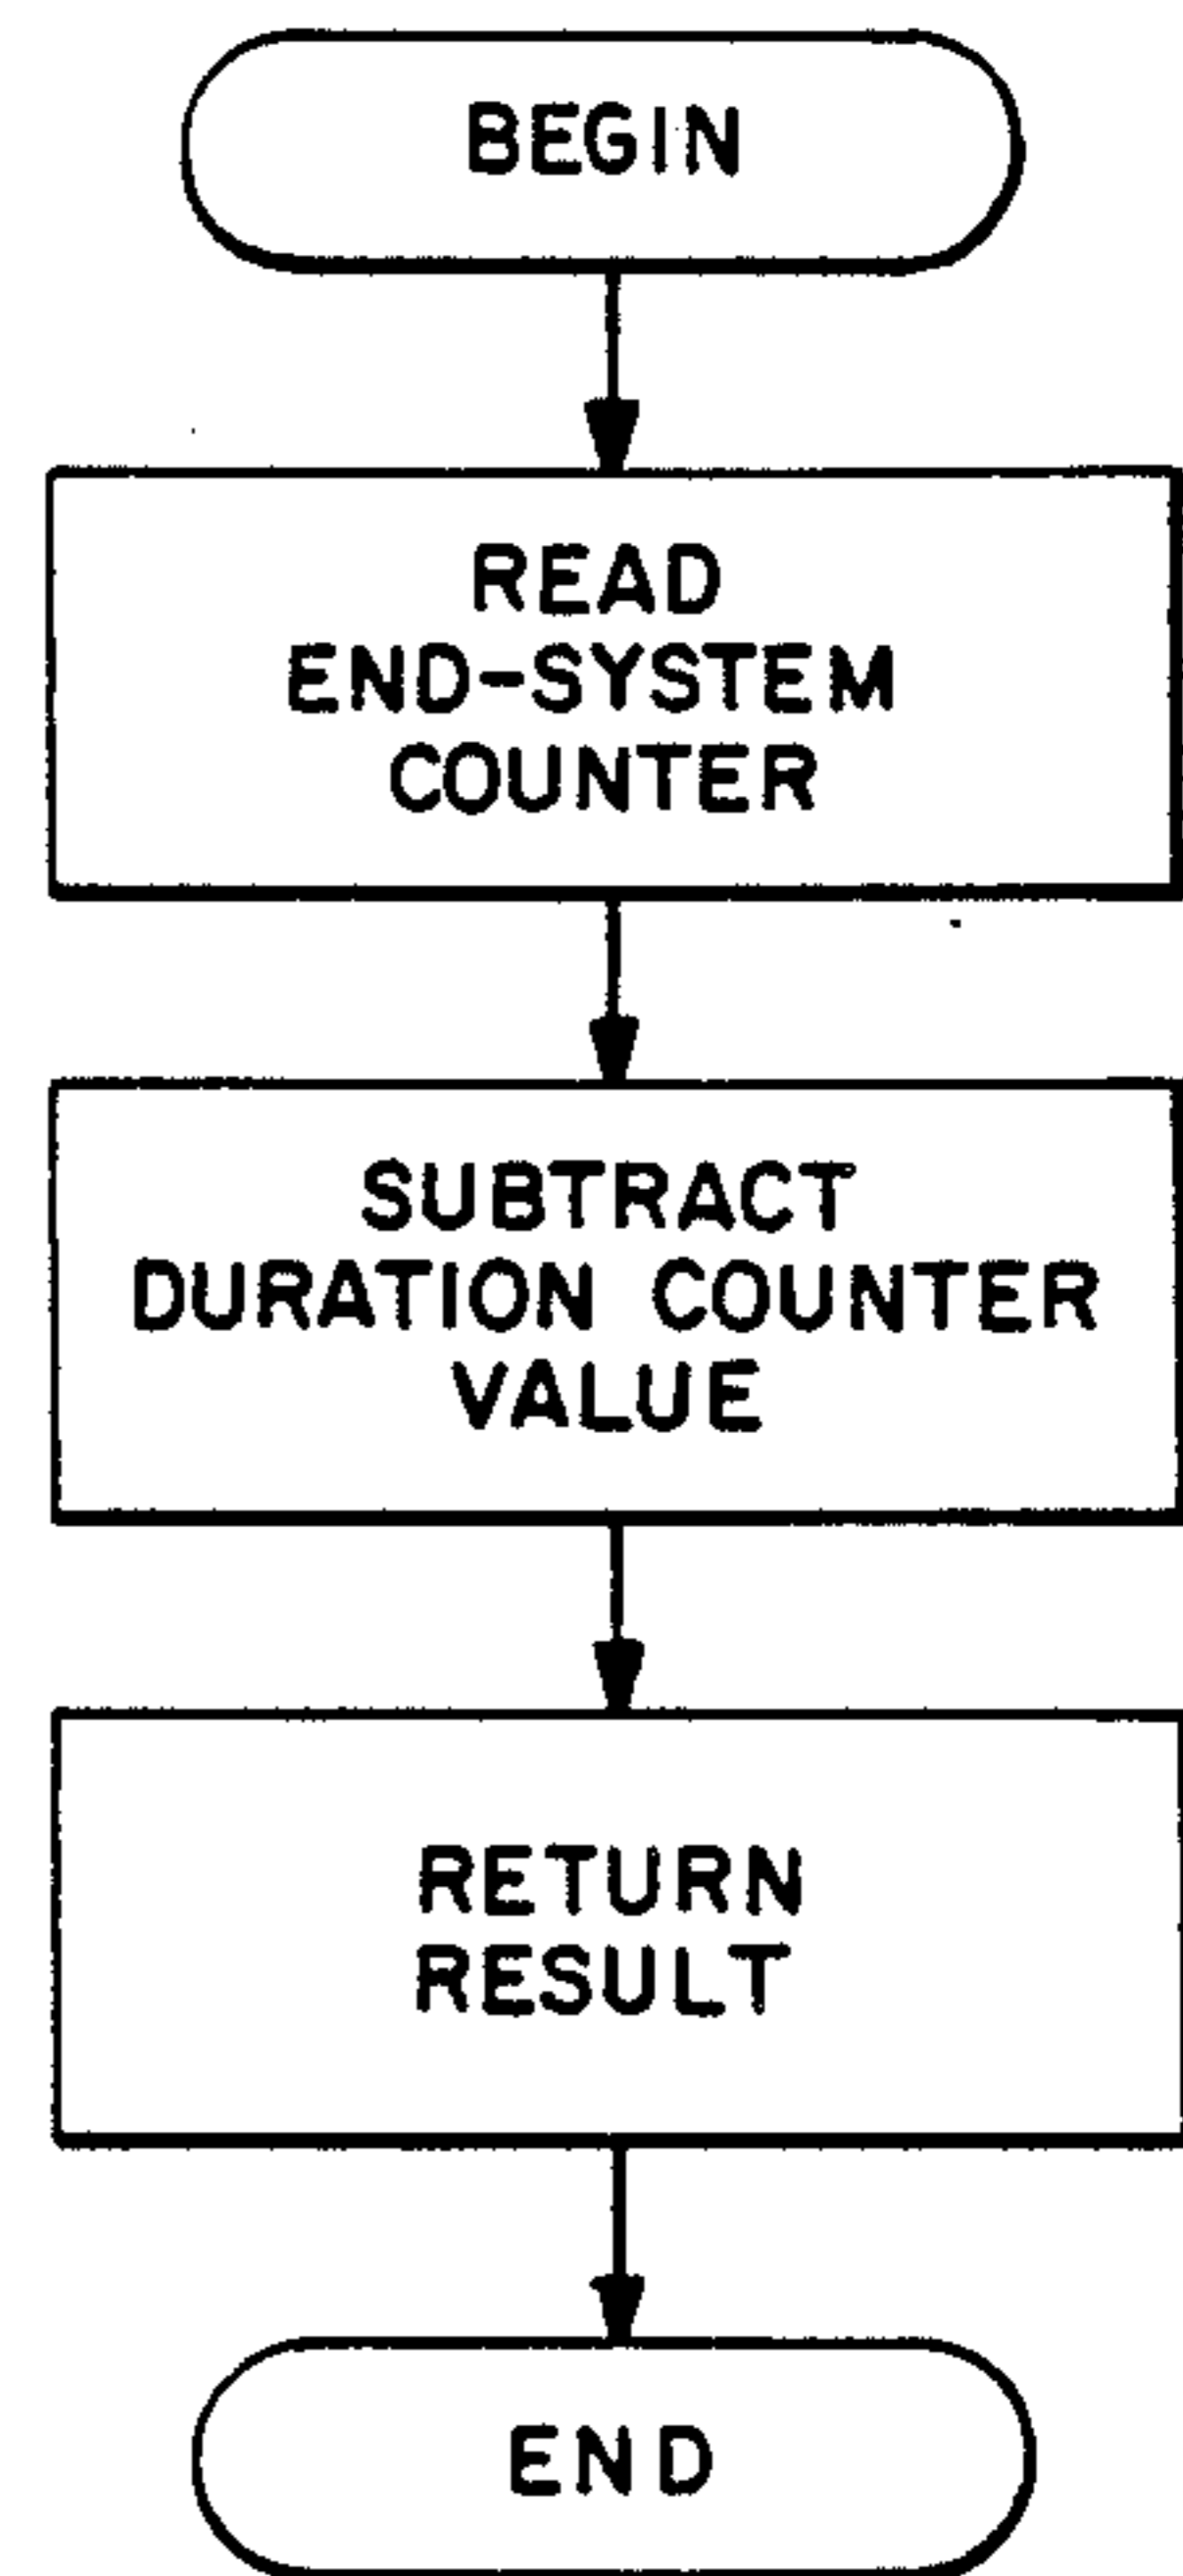 BEGIN
READ
END-SYSTEM
COUNTER
SUBTRACT
DURATION COUNTER
VALUE
RETURN
RESULT
END